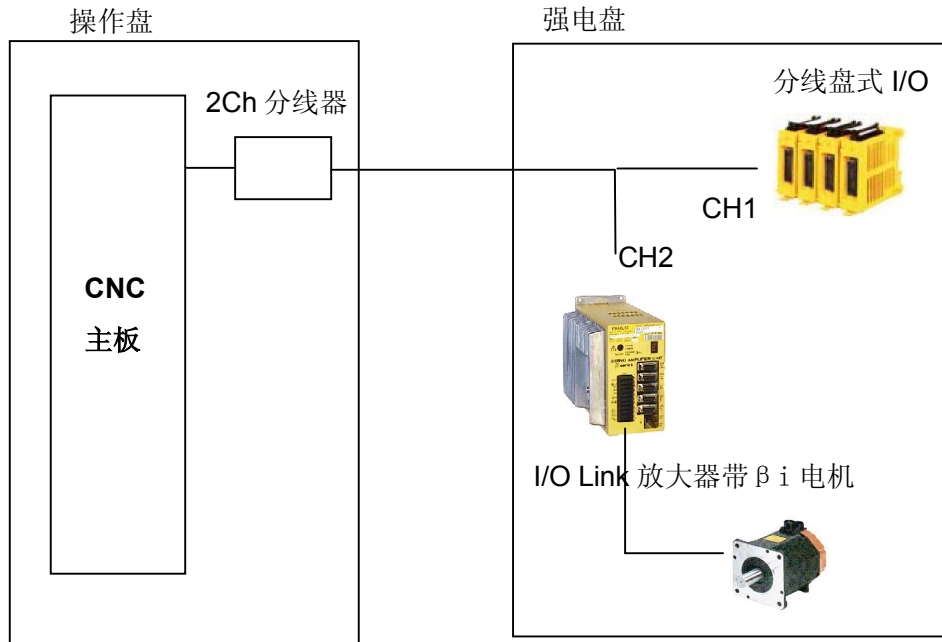 操作盘
强电盘
2Ch 分线器
分线盘式 I/O
CH1
CH2
CNC
主板
I/O Link 放大器带βi 电机